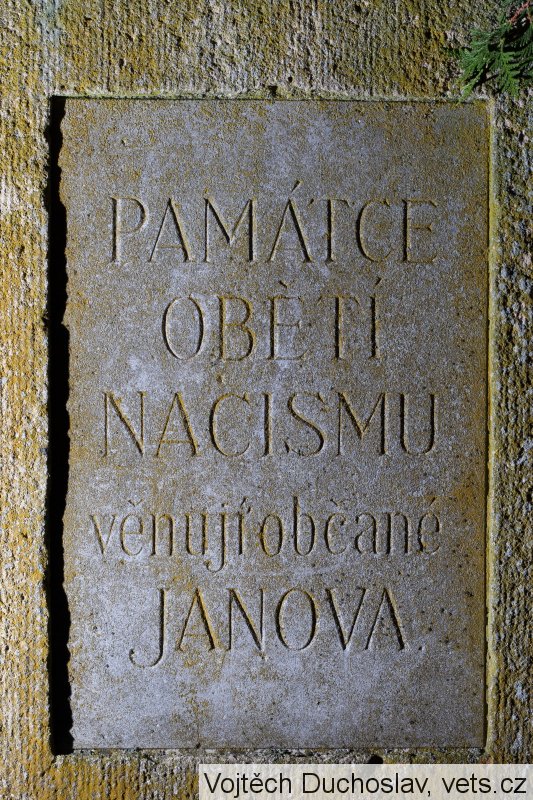 PAMÁTCE
OBĚTÍ
NACISMU
věnují občané
JANOVA.
Vojtěch Duchoslav, vets.cz